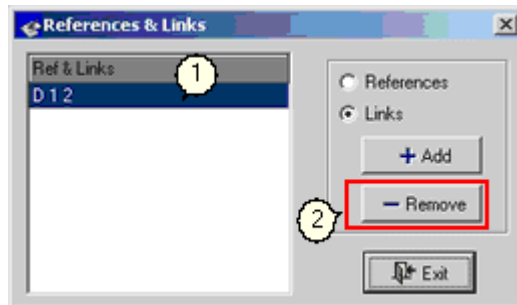 References & Links
Ref & Links
1
D 1 2
References
Links
+ Add
2
− Remove
Exit